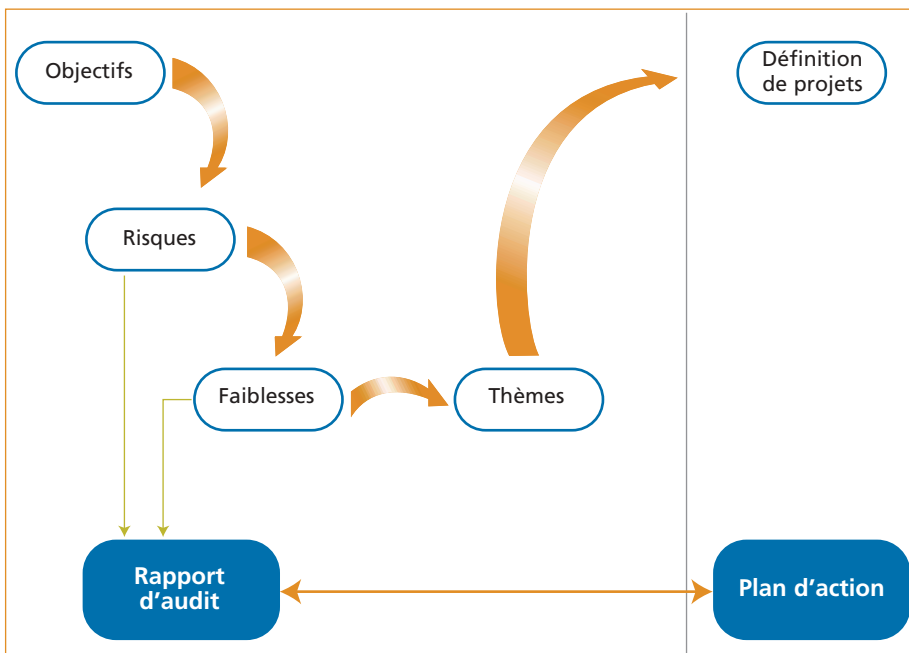 Objectifs
Définition
de projets
Risques
Faiblesses
Thèmes
Rapport
d’audit
Plan d’action